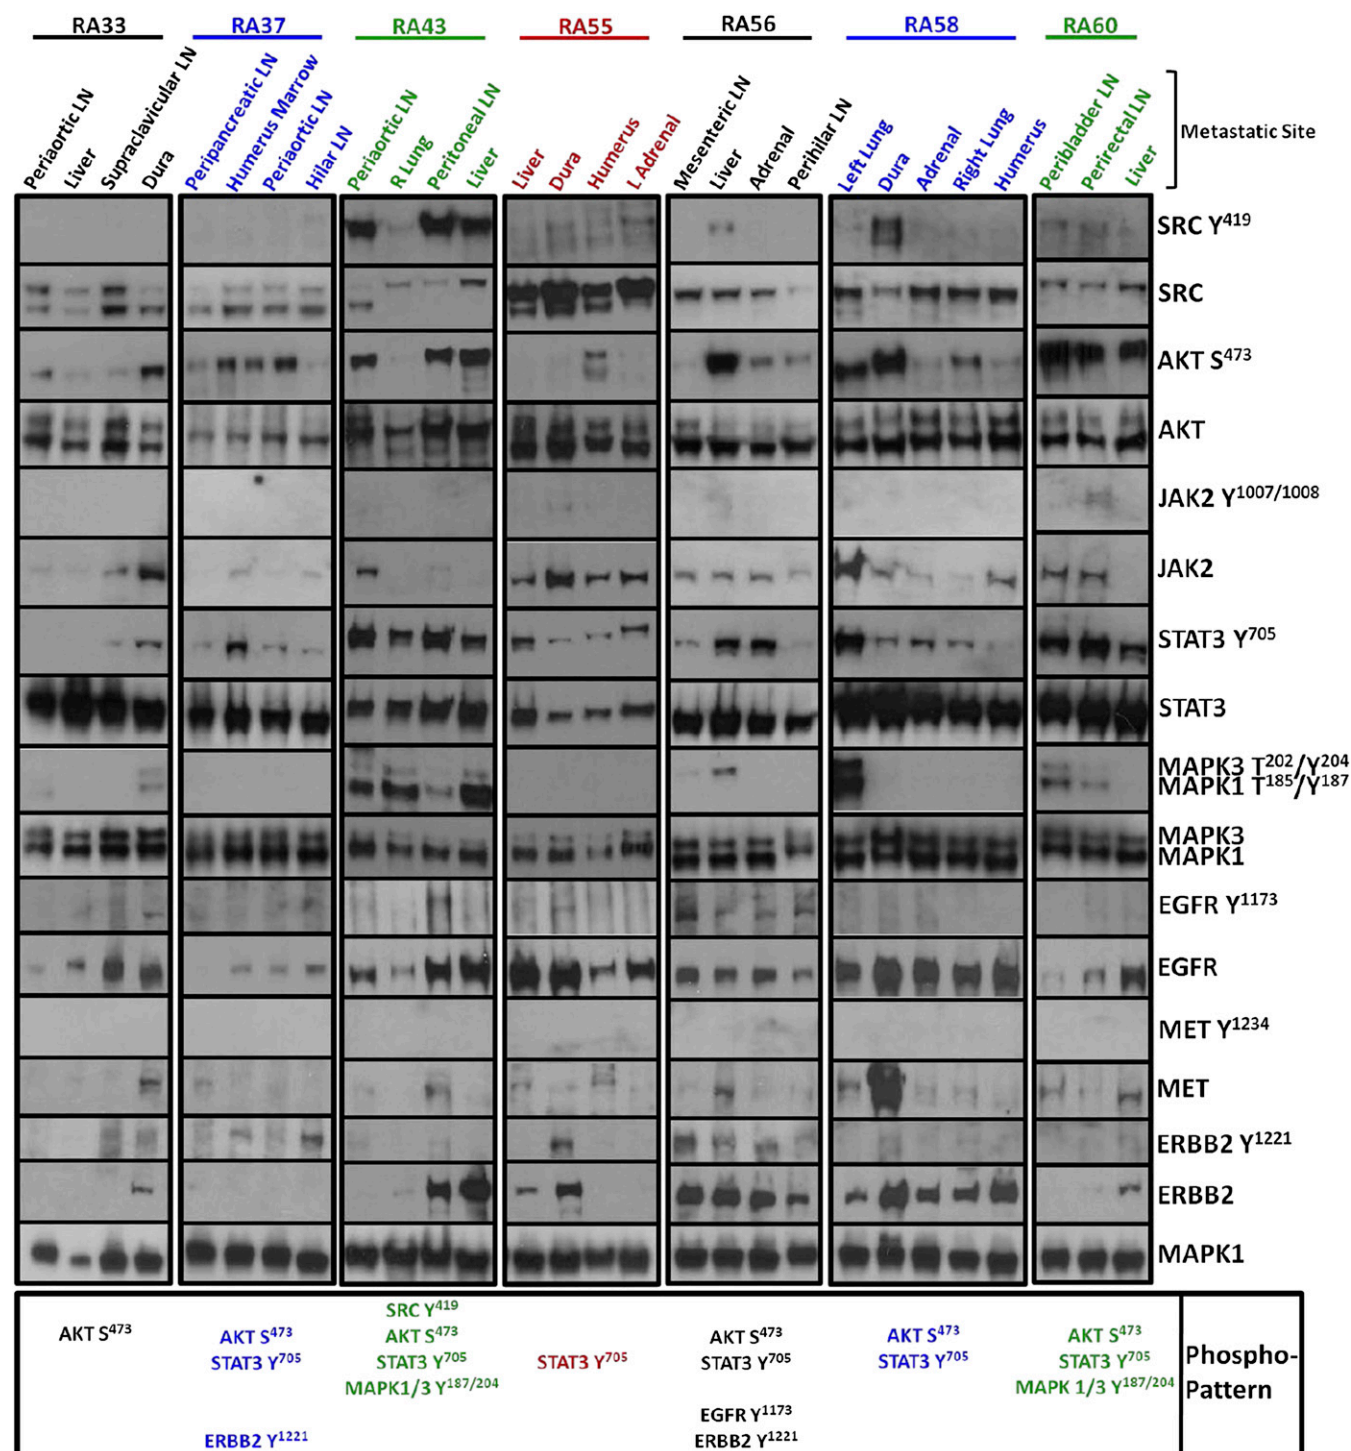 RA33 RA37 RA43 RA55 RA56 RA58 RA60
Periaortic LN
Liver
Supraclavicular LN
Dura
Peripancreatic LN
Humerus Marrow
Periaortic LN
Hilar LN
Periaortic LN
R Lung
Peritoneal LN
Liver
Liver
Dura
Humerus
L Adrenal
Mesenteric LN
Liver
Adrenal
Perihilar LN
Left Lung
Dura
Adrenal
Right Lung
Humerus
Peribladder LN
Perirectal LN
Liver
Metastatic Site
SRC Y419
SRC
AKT S473
AKT
JAK2 Y1007/1008
JAK2
STAT3 Y705
STAT3
MAPK3 T202/Y204
MAPK1 T185/Y187
MAPK3
MAPK1
EGFR Y1173
EGFR
MET Y1234
MET
ERBB2 Y1221
ERBB2
MAPK1
AKT S473
AKT S473
STAT3 Y705
ERBB2 Y1221
SRC Y419
AKT S473
STAT3 Y705
MAPK1/3 Y187/204
STAT3 Y705
AKT S473
STAT3 Y705
EGFR Y1173
ERBB2 Y1221
AKT S473
STAT3 Y705
AKT S473
STAT3 Y705
MAPK 1/3 Y187/204
Phospho-
Pattern